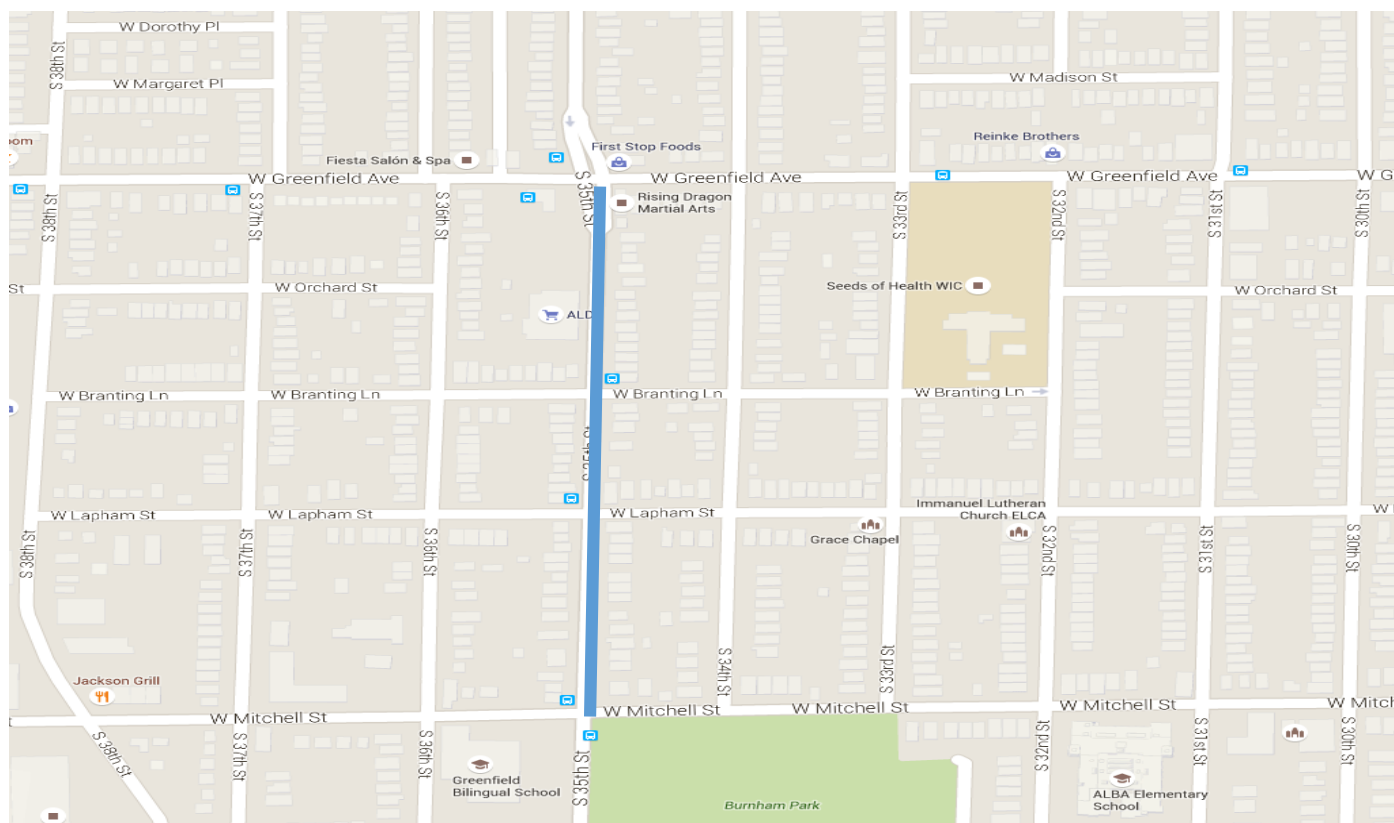 W Dorothy Pl
S 38th St
W Margaret Pl
W Madison St
oom
Fiesta Salón & Spa
First Stop Foods
Reinke Brothers
W Greenfield Ave
W Greenfield Ave
W Greenfield Ave
W G
S 38th St
S 37th St
S 36th St
S 35th St
Rising Dragon
Martial Arts
S 33rd St
S 32nd St
S 31st St
S 30th St
St
W Orchard St
Seeds of Health WIC
W Orchard St
ALD
W Branting Ln
W Branting Ln
W Branting Ln
W Branting Ln
S 35th St
W Lapham St
W Lapham St
W Lapham St
W L
Immanuel Lutheran
Church ELCA
Grace Chapel
S 38th St
S 37th St
S 36th St
S 32nd St
S 31st St
S 30th St
S 34th St
S 33rd St
Jackson Grill
t
W Mitchell St
W Mitchell St
W Mitchell St
W Mitch
S 38th St
S 37th St
S 36th St
S 35th St
S 32nd St
S 31st St
S 30th St
Greenfield
Bilingual School
Burnham Park
ALBA Elementary
School